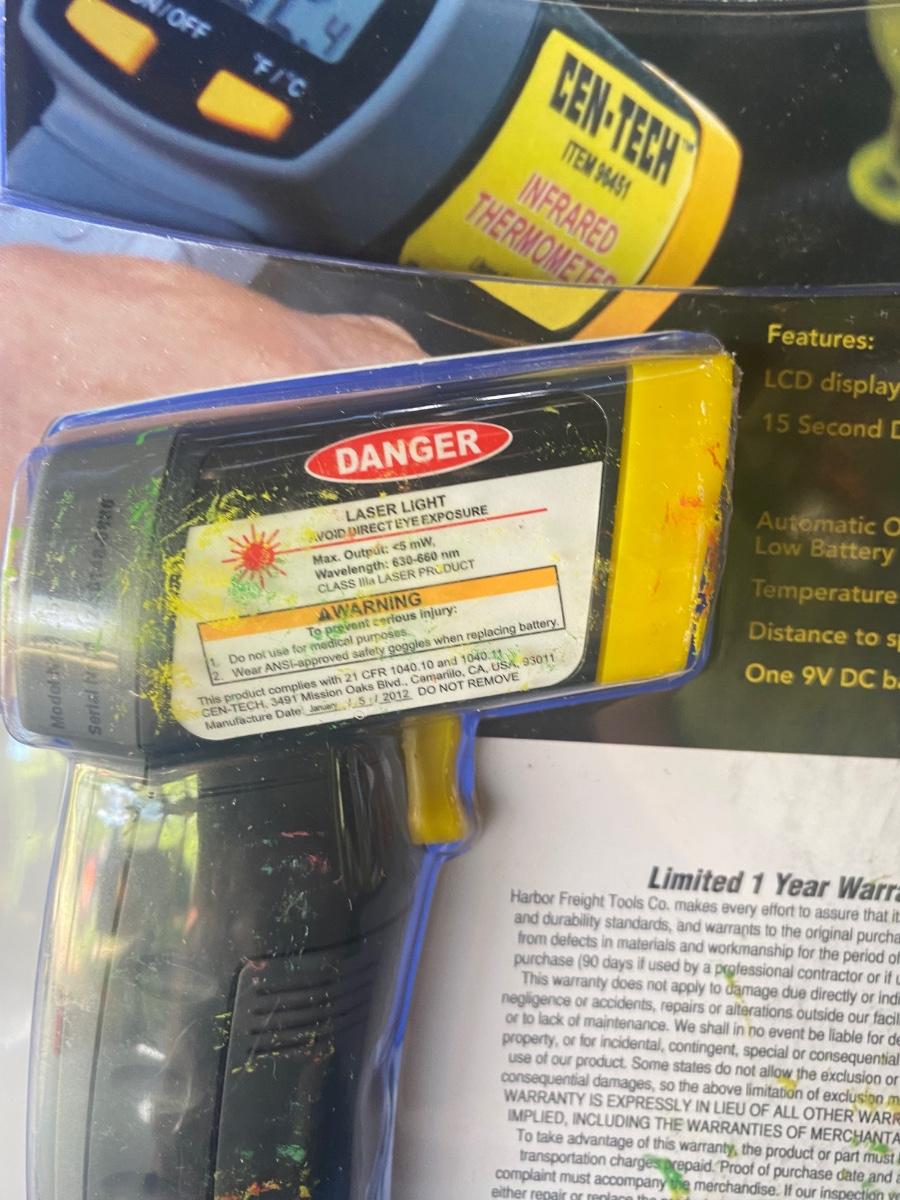 ON/OFF
°F/°C
CEN-TECH™
ITEM 96451
INFRARED
THERMOMETER
Features:
LCD display
15 Second
Automatic
Low Battery
Temperature
Distance to
One 9V DC
DANGER
LASER LIGHT
AVOID DIRECT EYE EXPOSURE
Max. Output: <5 mW,
Wavelength: 630-660 nm
CLASS IIIa LASER PRODUCT
⚠WARNING
To prevent serious injury:
1. Do not use for medical purposes.
2. Wear ANSI-approved safety goggles when replacing battery.
This product complies with 21 CFR 1040.10 and 1040.11
CEN-TECH, 3491 Mission Oaks Blvd., Camarillo, CA, USA, 93011
Manufacture Date: January / 5 / 2012 DO NOT REMOVE
Model
Serial
Limited 1 Year
Harbor Freight Tools Co. makes every effort to assure that
and durability standards, and warrants to the original
from defects in materials and workmanship for the period
purchase (90 days if used by a professional contractor or if
This warranty does not apply to damage due directly or
negligence or accidents, repairs or alterations outside our
or to lack of maintenance. We shall in no event be liable for
property, or for incidental, contingent, special or consequential
use of our product. Some states do not allow the exclusion or
consequential damages, so the above limitation of exclusion
WARRANTY IS EXPRESSLY IN LIEU OF ALL OTHER
IMPLIED, INCLUDING THE WARRANTIES OF
To take advantage of this warranty, the product or part must
transportation charges prepaid. Proof of purchase date and
complaint must accompany the merchandise. If our inspection
either repair or replace the